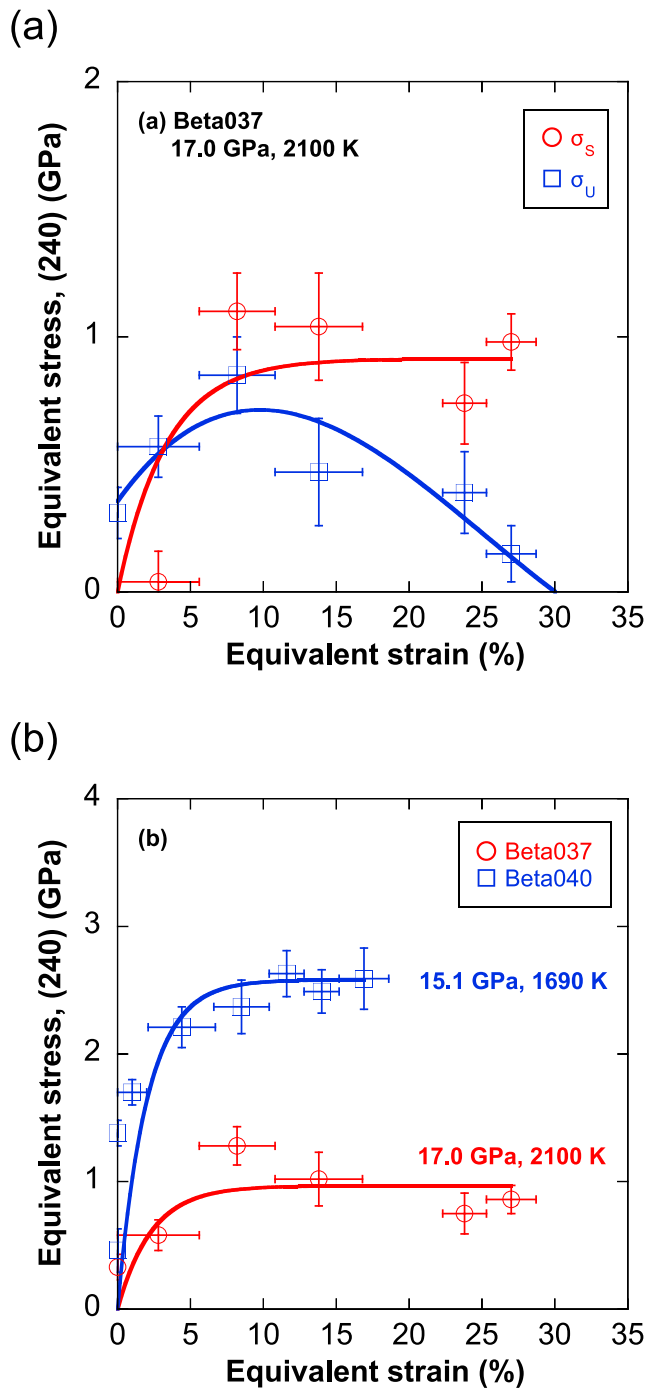 (a)
2
(a) Beta037
17.0 GPa, 2100 K
σS
σU
1
0
Equivalent stress, (240) (GPa)
0 5 10 15 20 25 30 35
Equivalent strain (%)
(b)
4
(b)
Beta037
Beta040
3
15.1 GPa, 1690 K
2
17.0 GPa, 2100 K
1
0
Equivalent stress, (240) (GPa)
0 5 10 15 20 25 30 35
Equivalent strain (%)